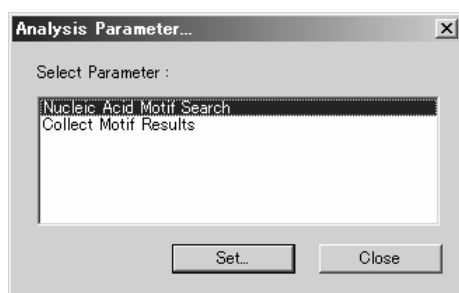 Analysis Parameter...
Select Parameter :
Nucleic Acid Motif Search
Collect Motif Results
Set...
Close